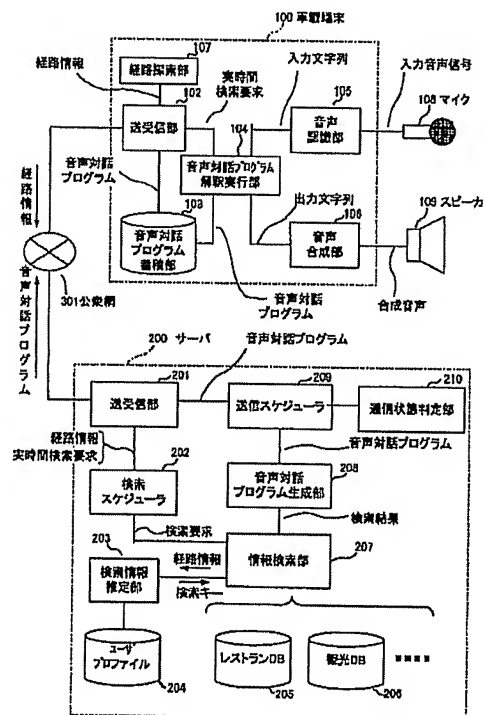 100 車載端末
107
経路探索部
経路情報
102
送受信部
実時間
検索要求
入力文字列
105
音声
認識部
入力音声信号
108 マイク
104
音声対話プログラム
解釈実行部
音声対話
プログラム
103
音声対話
プログラム
蓄積部
出力文字列
106
音声
合成部
109 スピーカ
合成音声
音声対話
プログラム
経路情報
301公衆網
音声対話プログラム
200 サーバ
音声対話プログラム
201
送受信部
209
送信スケジューラ
210
通信状態判定部
経路情報
実時間検索要求
202
検索
スケジューラ
音声対話プログラム
208
音声対話
プログラム生成部
検索要求
検索結果
203
検索情報
推定部
経路情報
検索キー
情報検索部
207
ユーザ
プロファイル
204
レストランDB
205
観光DB
206